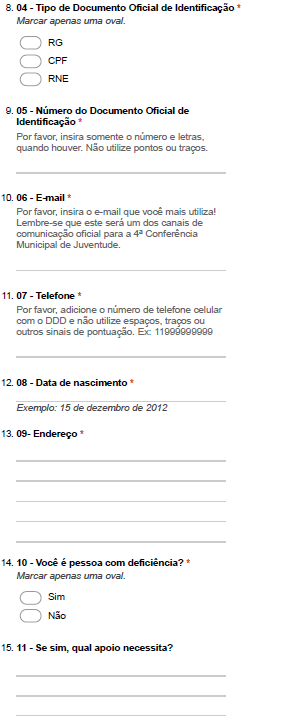 8. 04 - Tipo de Documento Oficial de Identificação *
Marcar apenas uma oval.
RG
CPF
RNE
9. 05 - Número do Documento Oficial de
Identificação *
Por favor, insira somente o número e letras,
quando houver. Não utilize pontos ou traços.
10. 06 - E-mail *
Por favor, insira o e-mail que você mais utiliza!
Lembre-se que este será um dos canais de
comunicação oficial para a 4ª Conferência
Municipal de Juventude.
11. 07 - Telefone *
Por favor, adicione o número de telefone celular
com o DDD e não utilize espaços, traços ou
outros sinais de pontuação. Ex: 11999999999
12. 08 - Data de nascimento *
Exemplo: 15 de dezembro de 2012
13. 09- Endereço *
14. 10 - Você é pessoa com deficiência? *
Marcar apenas uma oval.
Sim
Não
15. 11 - Se sim, qual apoio necessita?